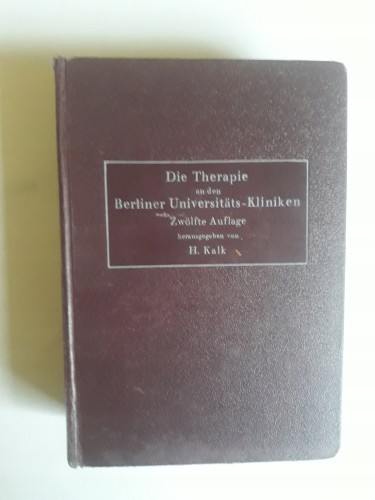 Die Therapie
an den
Berliner Universitäts-Kliniken
Zwölfte Auflage
herausgegeben von
H. Kalk